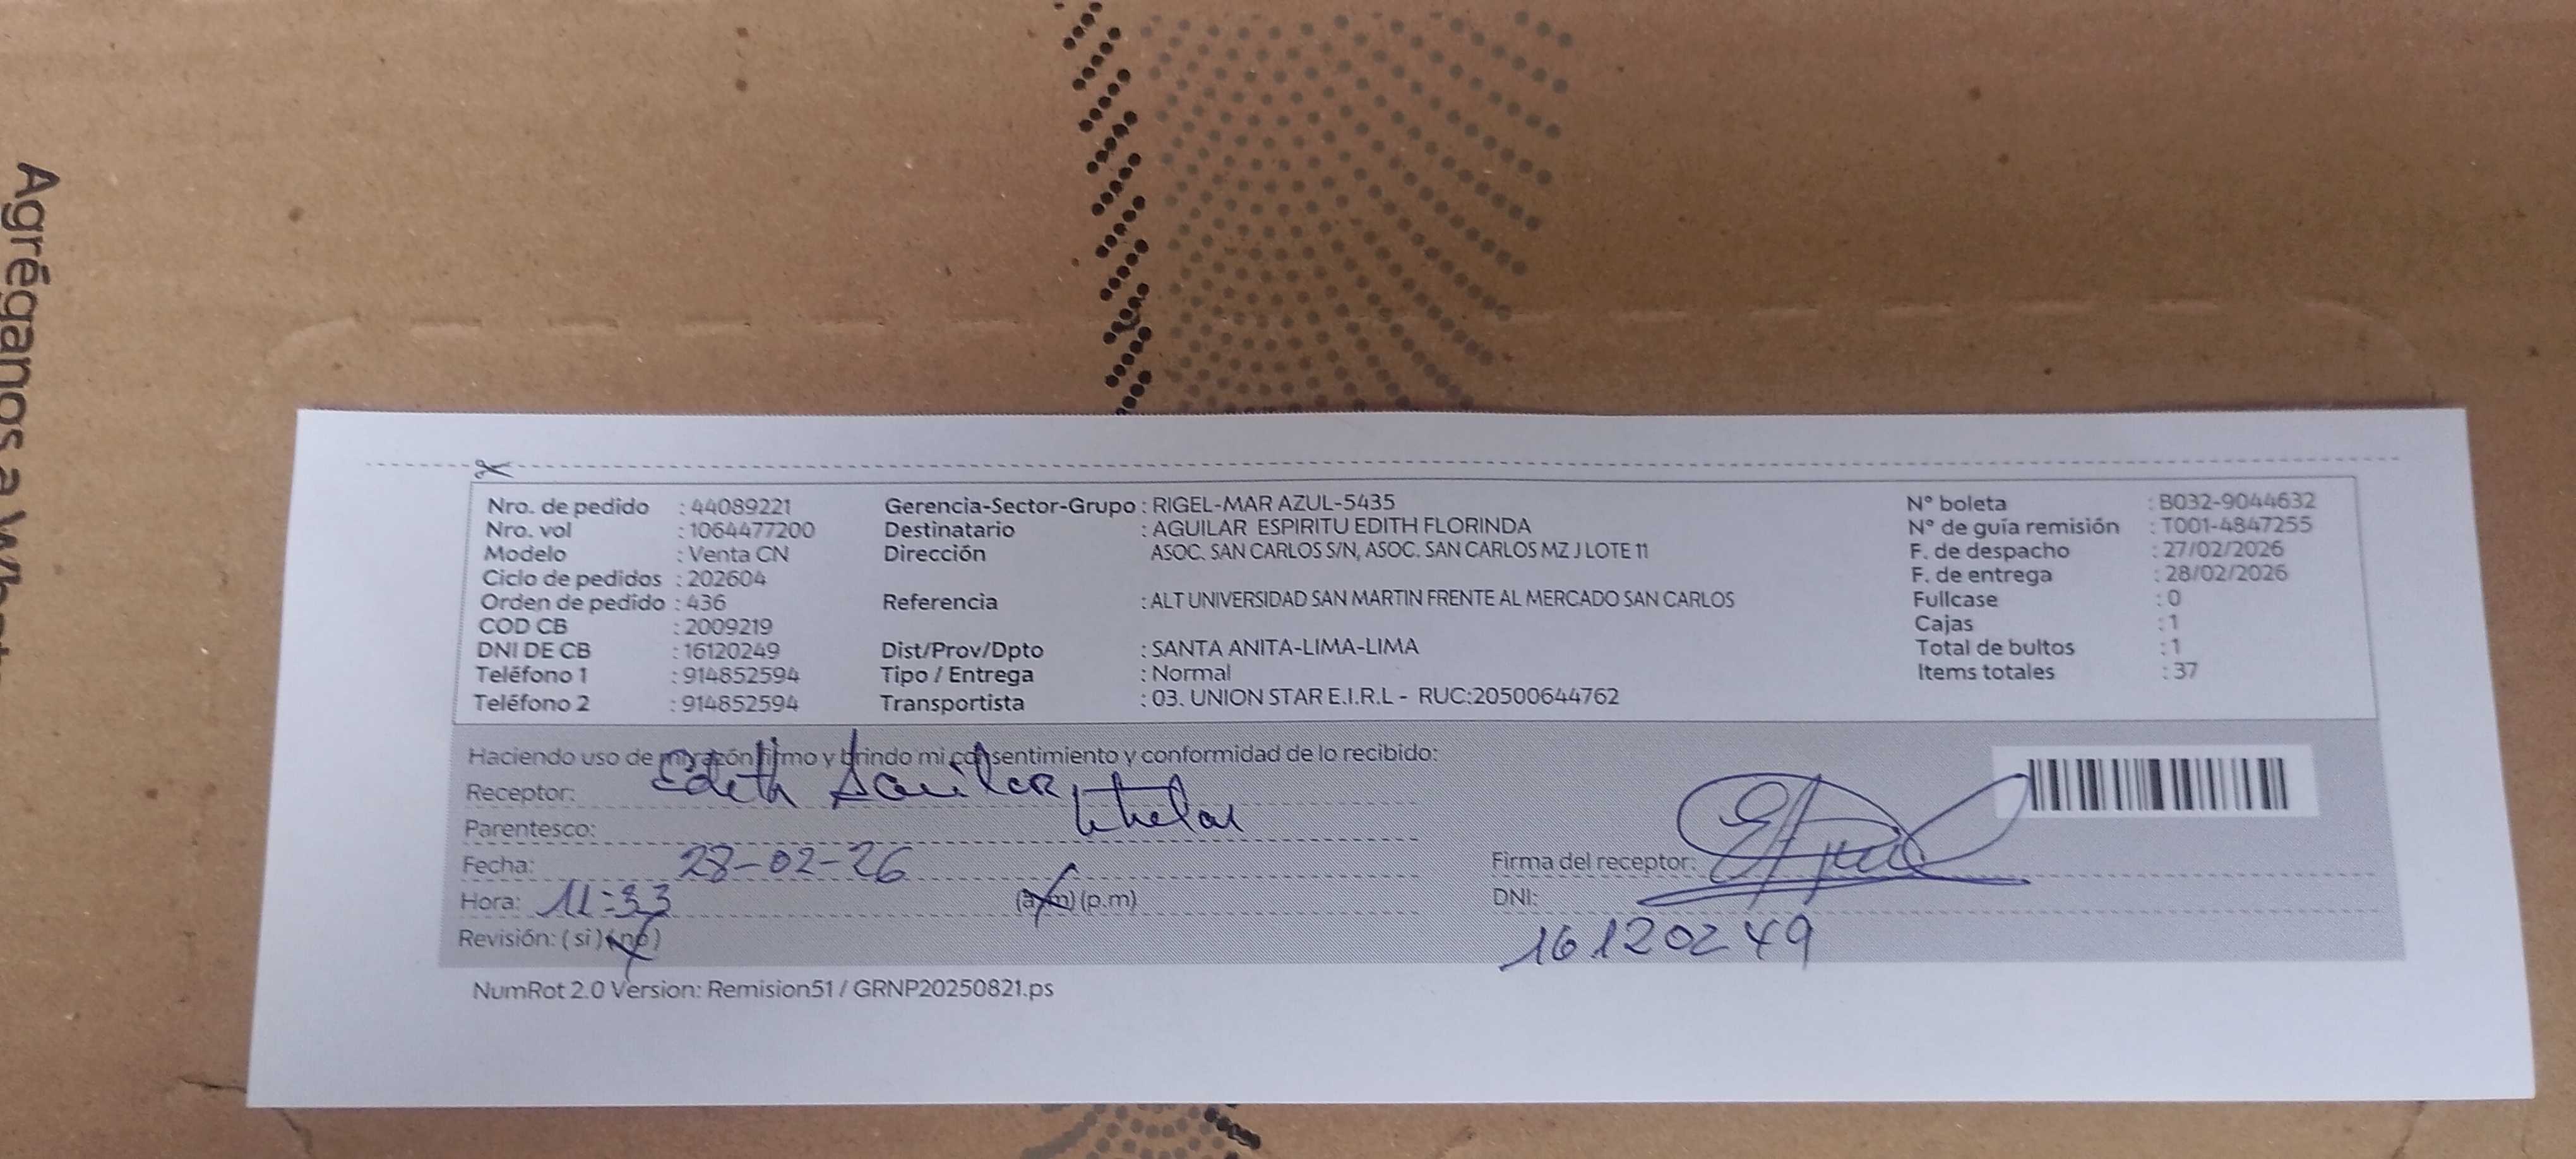 Agréganos a What
Nro. de pedido : 44089221 Gerencia-Sector-Grupo : RIGEL-MAR AZUL-5435 N° boleta : B032-9044632
Nro. vol : 1064477200 Destinatario : AGUILAR ESPIRITU EDITH FLORINDA N° de guía remisión : T001-4847255
Modelo : Venta CN Dirección ASOC. SAN CARLOS S/N, ASOC. SAN CARLOS MZ J LOTE 11 F. de despacho : 27/02/2026
Ciclo de pedidos : 202604 F. de entrega : 28/02/2026
Orden de pedido : 436 Referencia : ALT UNIVERSIDAD SAN MARTIN FRENTE AL MERCADO SAN CARLOS Fullcase : 0
COD CB : 2009219 Cajas : 1
DNI DE CB : 16120249 Dist/Prov/Dpto : SANTA ANITA-LIMA-LIMA Total de bultos : 1
Teléfono 1 : 914852594 Tipo / Entrega : Normal Items totales : 37
Teléfono 2 : 914852594 Transportista : 03. UNION STAR E.I.R.L - RUC:20500644762
Haciendo uso de mi razón firmo y brindo mi consentimiento y conformidad de lo recibido:
Receptor: Edith Aguilar
Parentesco: titular
Fecha: 28-02-26 Firma del receptor:
Hora: 11:33 (a.m) (p.m) DNI:
Revisión: ( si ) ( no ) 16120249
NumRot 2.0 Version: Remision51 / GRNP20250821.ps